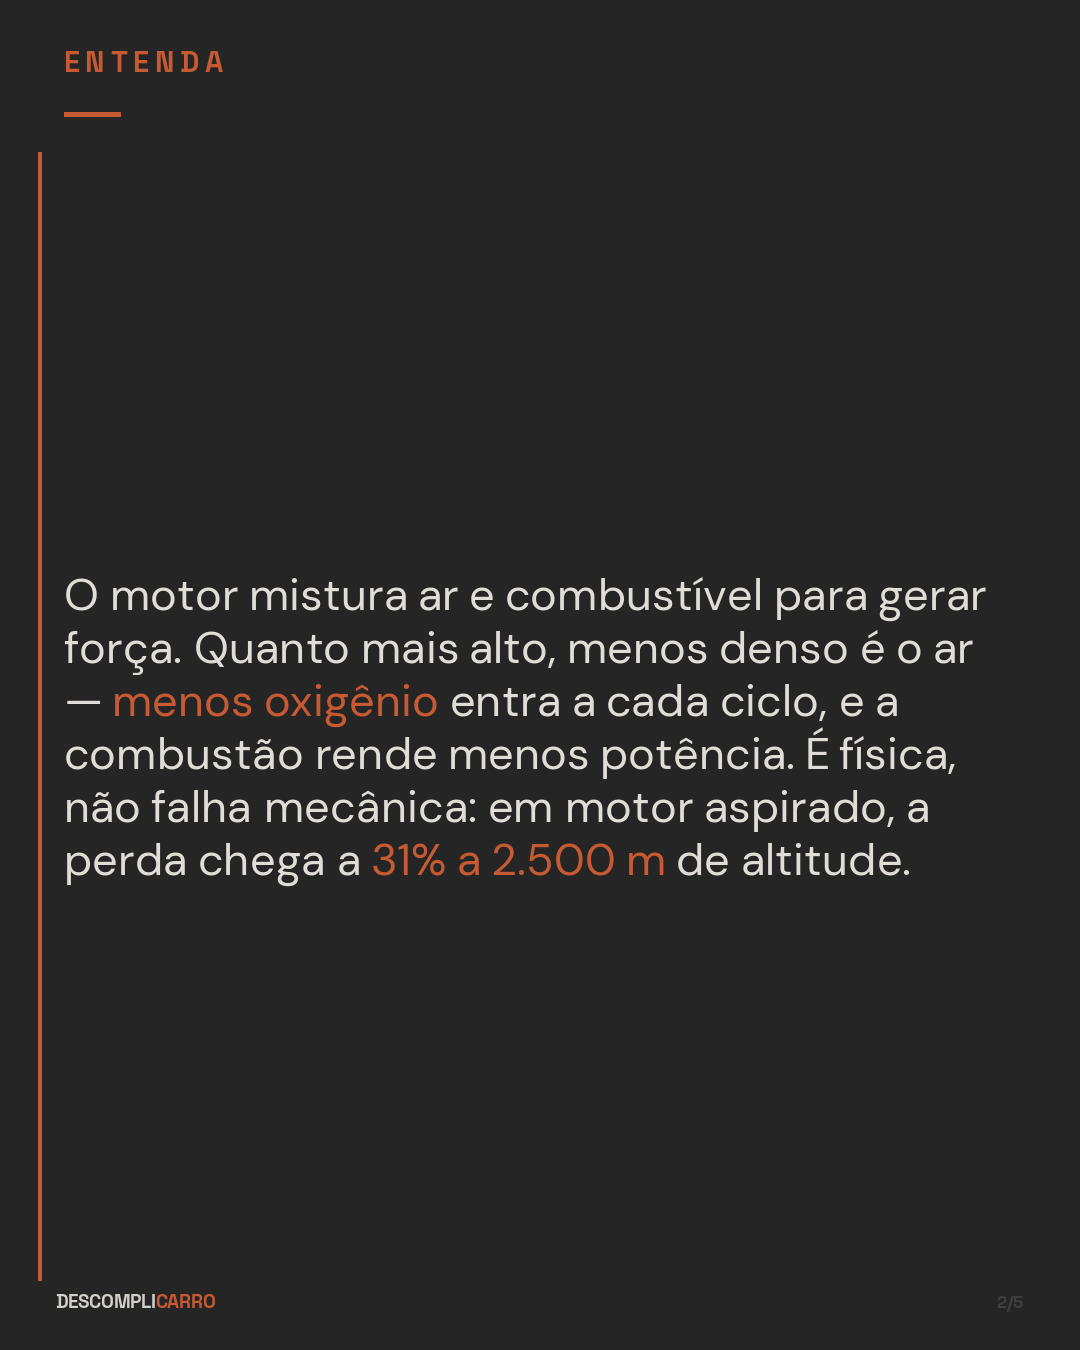 ENTENDA
O motor mistura ar e combustível para gerar
força. Quanto mais alto, menos denso é o ar
— menos oxigênio entra a cada ciclo, e a
combustão rende menos potência. É física,
não falha mecânica: em motor aspirado, a
perda chega a 31% a 2.500 m de altitude.
DESCOMPLICARRO
2/5